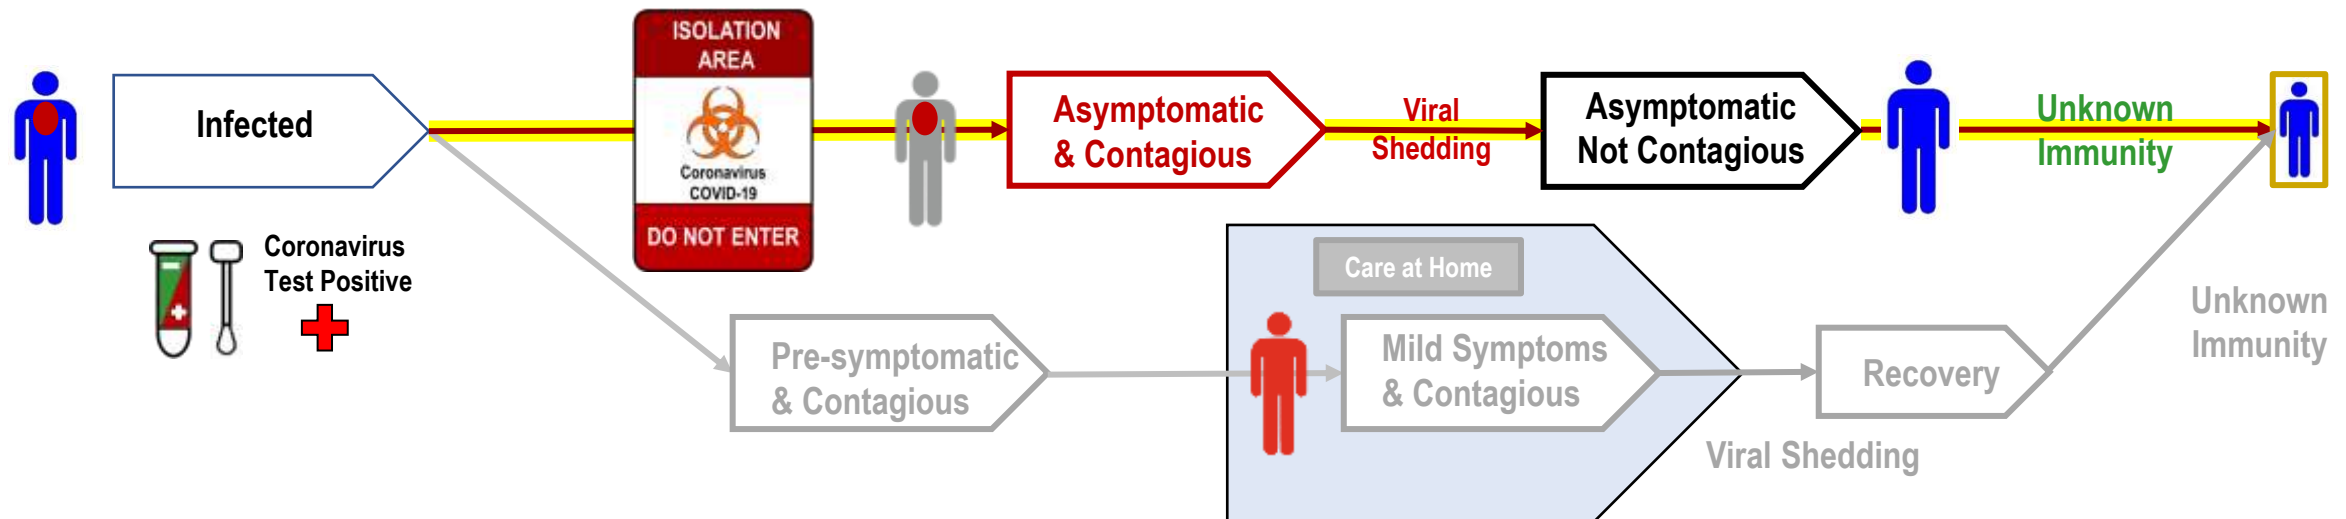 Infected
Coronavirus
Test Positive
ISOLATION
AREA
Coronavirus
COVID-19
DO NOT ENTER
Asymptomatic
& Contagious
Viral
Shedding
Asymptomatic
Not Contagious
Unknown
Immunity
Pre-symptomatic
& Contagious
Care at Home
Mild Symptoms
& Contagious
Viral Shedding
Recovery
Unknown
Immunity